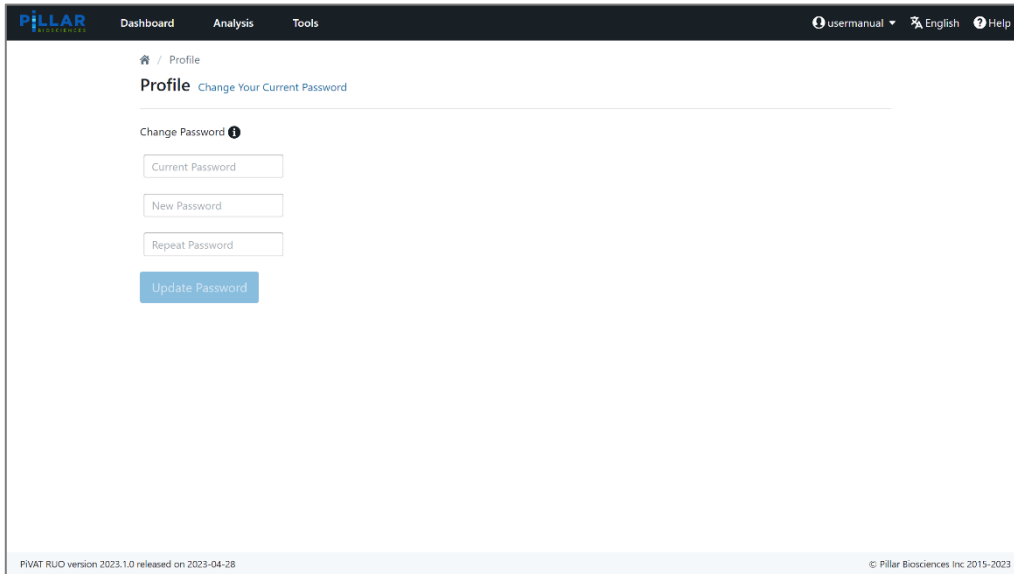 PiLLAR Dashboard Analysis Tools usermanual English Help
BIOSCIENCES
/ Profile
Profile Change Your Current Password
Change Password
Current Password
New Password
Repeat Password
Update Password
PiVAT RUO version 2023.1.0 released on 2023-04-28 © Pillar Biosciences Inc 2015-2023